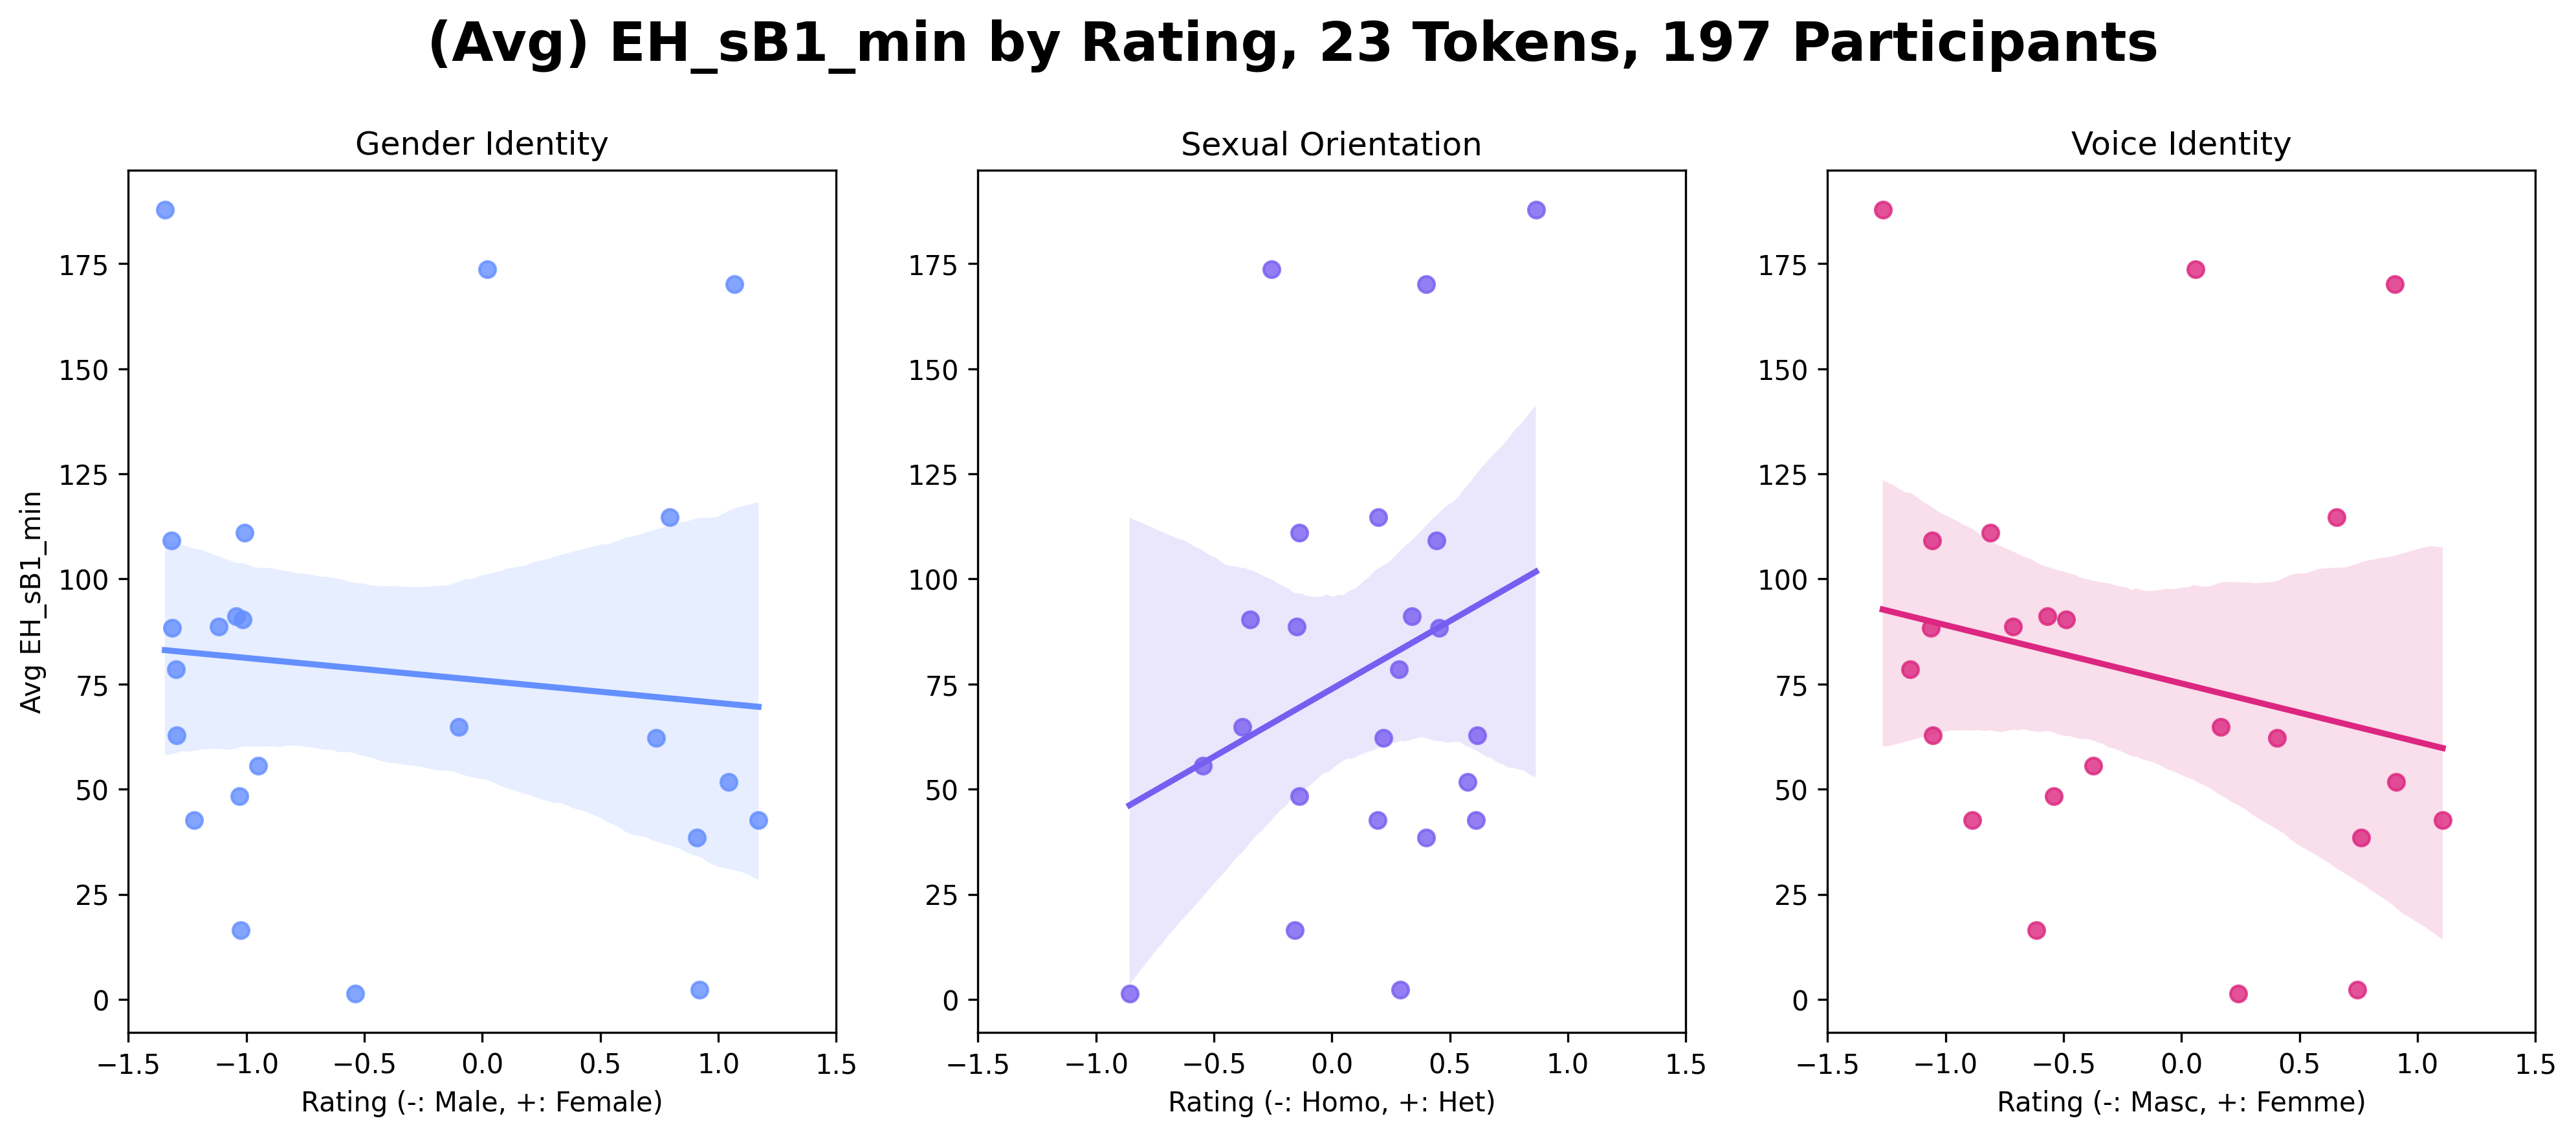 (Avg) EH_sB1_min by Rating, 23 Tokens, 197 Participants
Gender Identity
Avg EH_sB1_min
175
150
125
100
75
50
25
0
−1.5 −1.0 −0.5 0.0 0.5 1.0 1.5
Rating (-: Male, +: Female)
Sexual Orientation
175
150
125
100
75
50
25
0
−1.5 −1.0 −0.5 0.0 0.5 1.0 1.5
Rating (-: Homo, +: Het)
Voice Identity
175
150
125
100
75
50
25
0
−1.5 −1.0 −0.5 0.0 0.5 1.0 1.5
Rating (-: Masc, +: Femme)